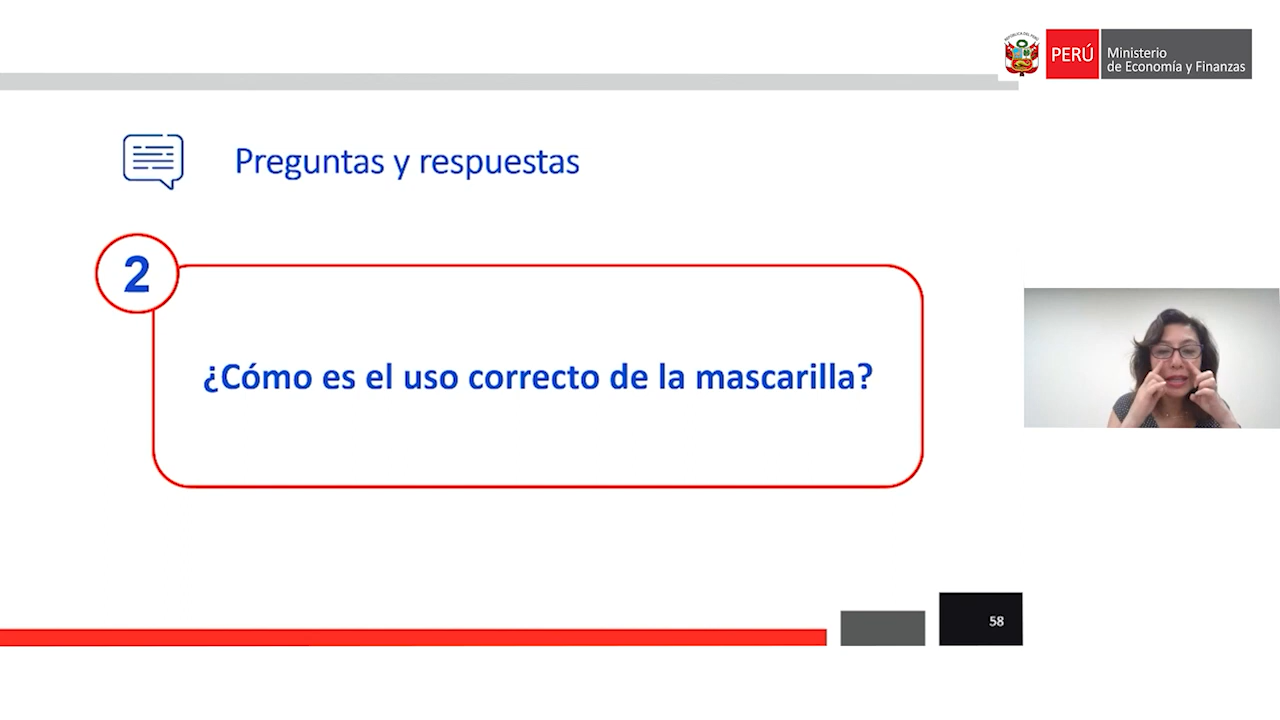 PERÚ
Ministerio
de Economía y Finanzas
Preguntas y respuestas
2
¿Cómo es el uso correcto de la mascarilla?
58